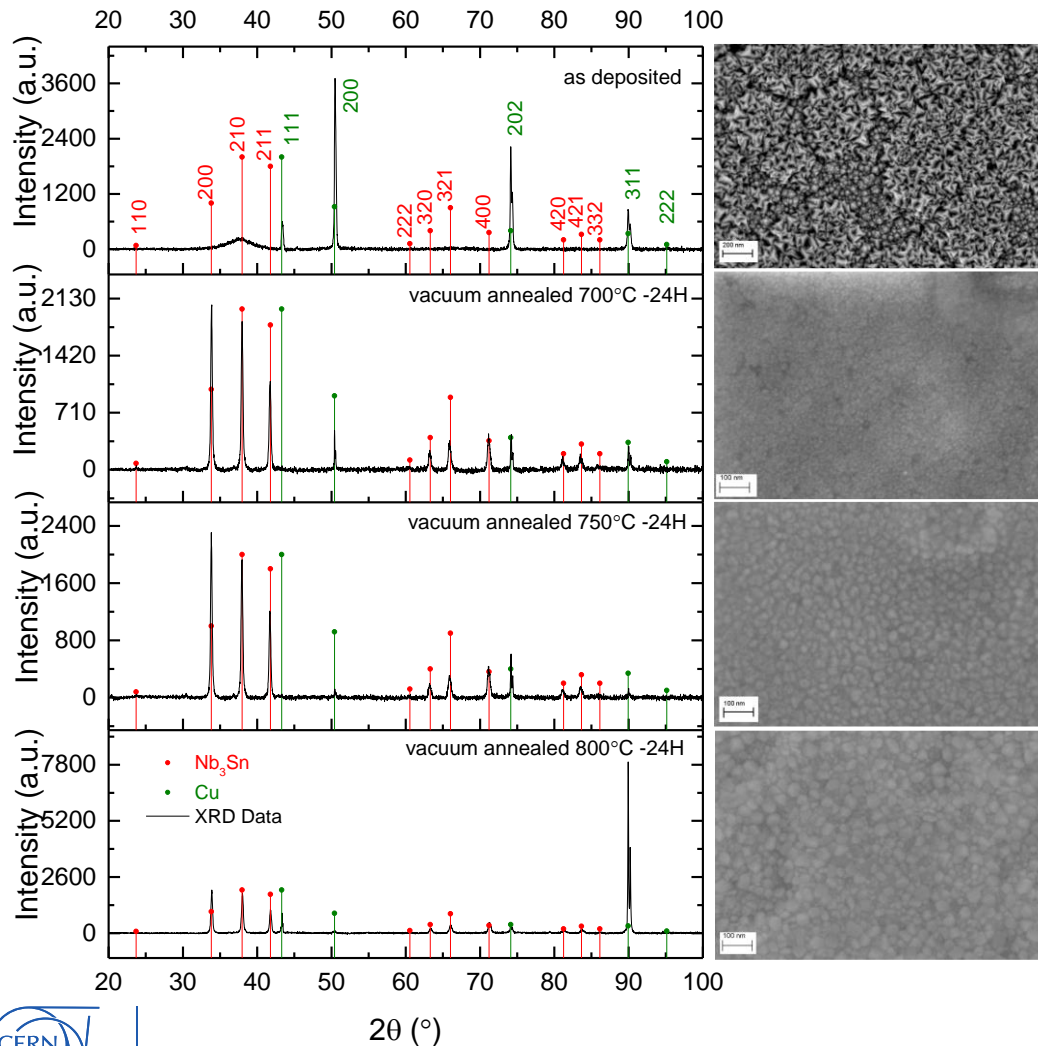 20 30 40 50 60 70 80 90 100
Intensity (a.u.)
3600
2400
1200
0
as deposited
110
200
210
211
111
200
222
320
321
400
202
420
421
332
311
222
200 nm
Intensity (a.u.)
2130
1420
710
0
vacuum annealed 700°C -24H
100 nm
Intensity (a.u.)
2400
1600
800
0
vacuum annealed 750°C -24H
100 nm
Intensity (a.u.)
7800
5200
2600
0
vacuum annealed 800°C -24H
Nb₃Sn
Cu
XRD Data
100 nm
20 30 40 50 60 70 80 90 100
2θ (°)
CERN